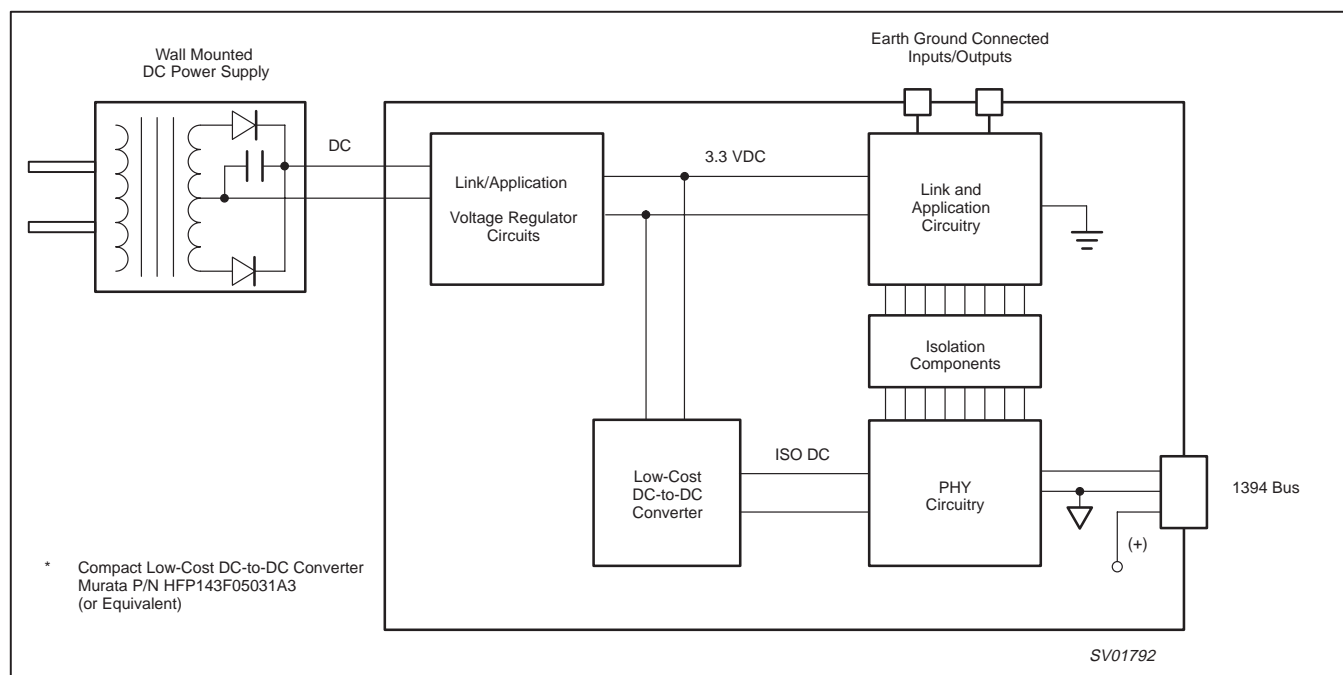 Wall Mounted
DC Power Supply
Earth Ground Connected
Inputs/Outputs
DC
Link/Application
Voltage Regulator
Circuits
3.3 VDC
Link and
Application
Circuitry
Isolation
Components
Low-Cost
DC-to-DC
Converter
ISO DC
PHY
Circuitry
1394 Bus
(+)
* Compact Low-Cost DC-to-DC Converter
Murata P/N HFP143F05031A3
(or Equivalent)
SV01792